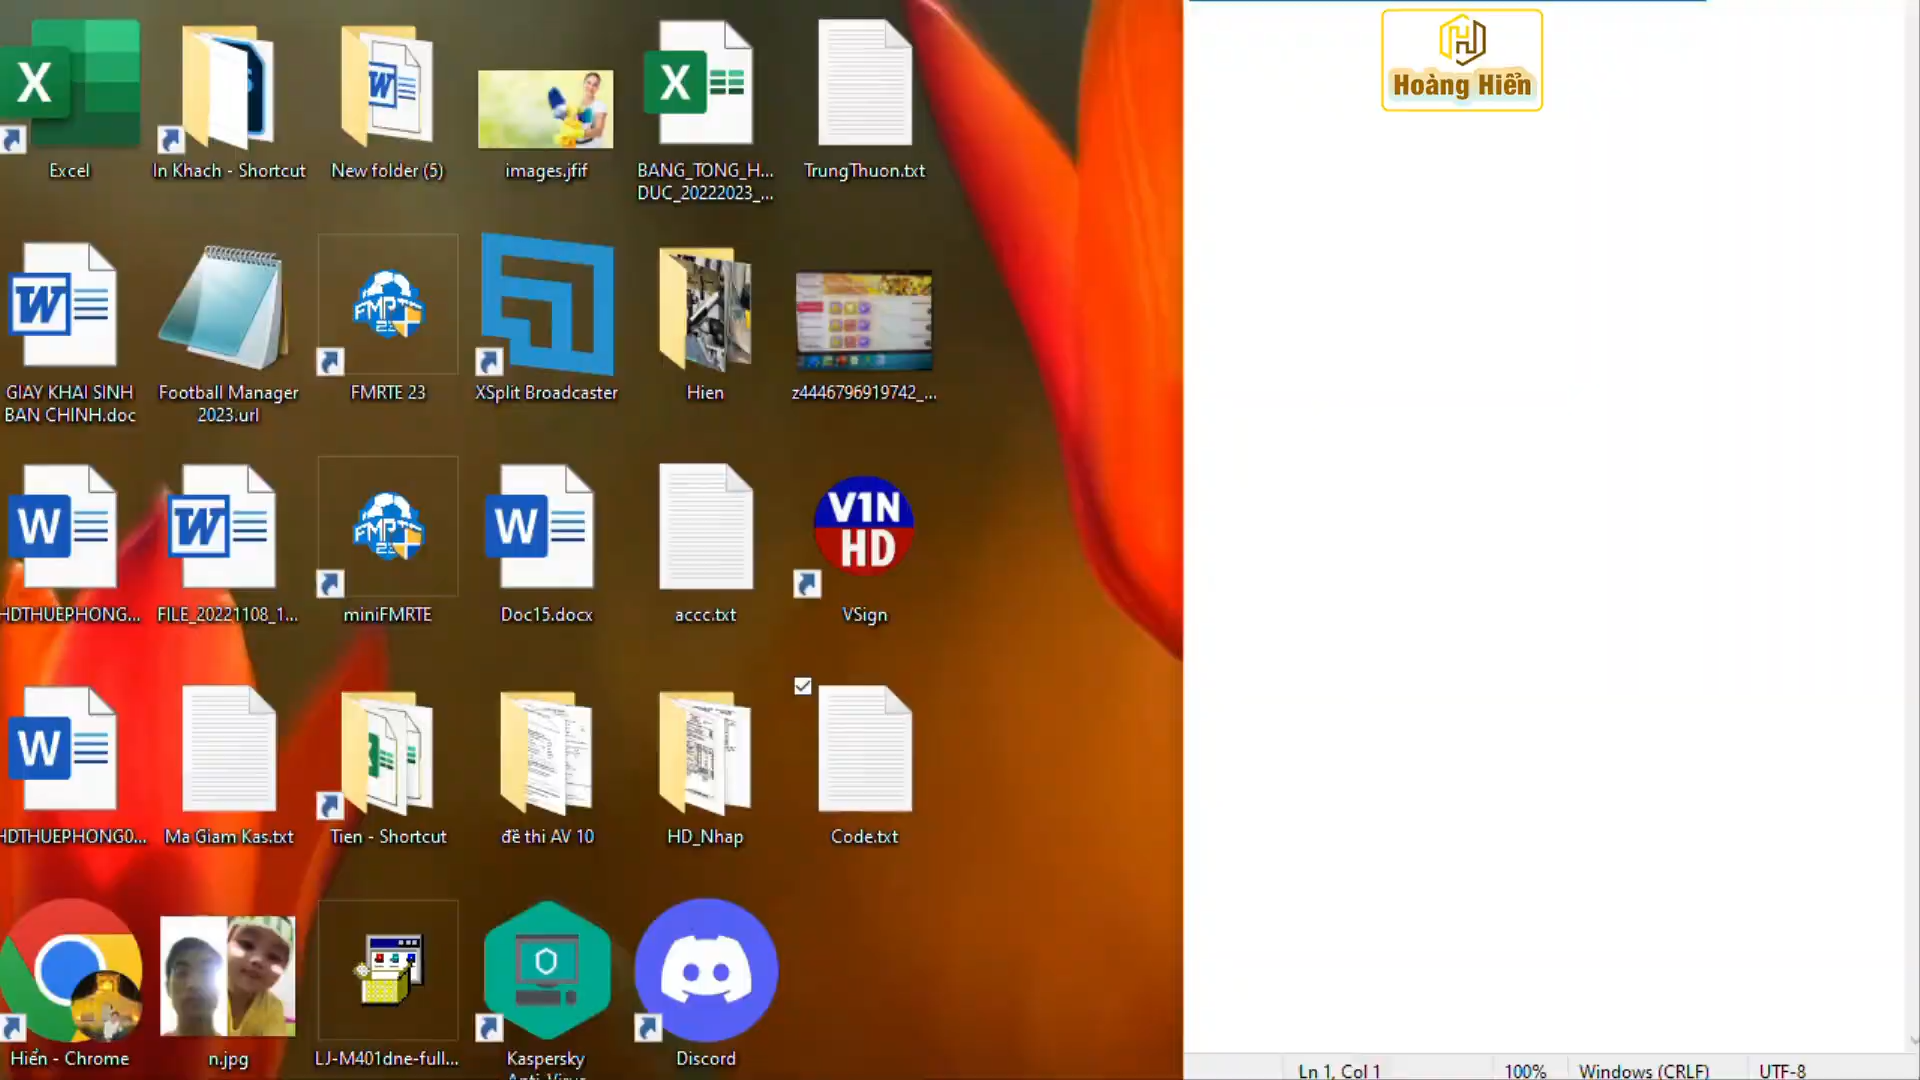 Hoàng Hiển
Excel
In Khach - Shortcut
New folder (5)
images.jfif
BANG_TONG_H...
DUC_20222023_...
TrungThuon.txt
GIAY KHAI SINH
BAN CHINH.doc
Football Manager
2023.url
FMRTE 23
XSplit Broadcaster
Hien
z4446796919742_...
V1N
HD
HDTHUEPHONG...
FILE_20221108_1...
miniFMRTE
Doc15.docx
accc.txt
VSign
HDTHUEPHONG0...
Ma Giam Kas.txt
Tien - Shortcut
đề thi AV 10
HD_Nhap
Code.txt
Hiển - Chrome
n.jpg
LJ-M401dne-full...
Kaspersky
Anti-Virus
Discord
Ln 1, Col 1
100%
Windows (CRLF)
UTF-8